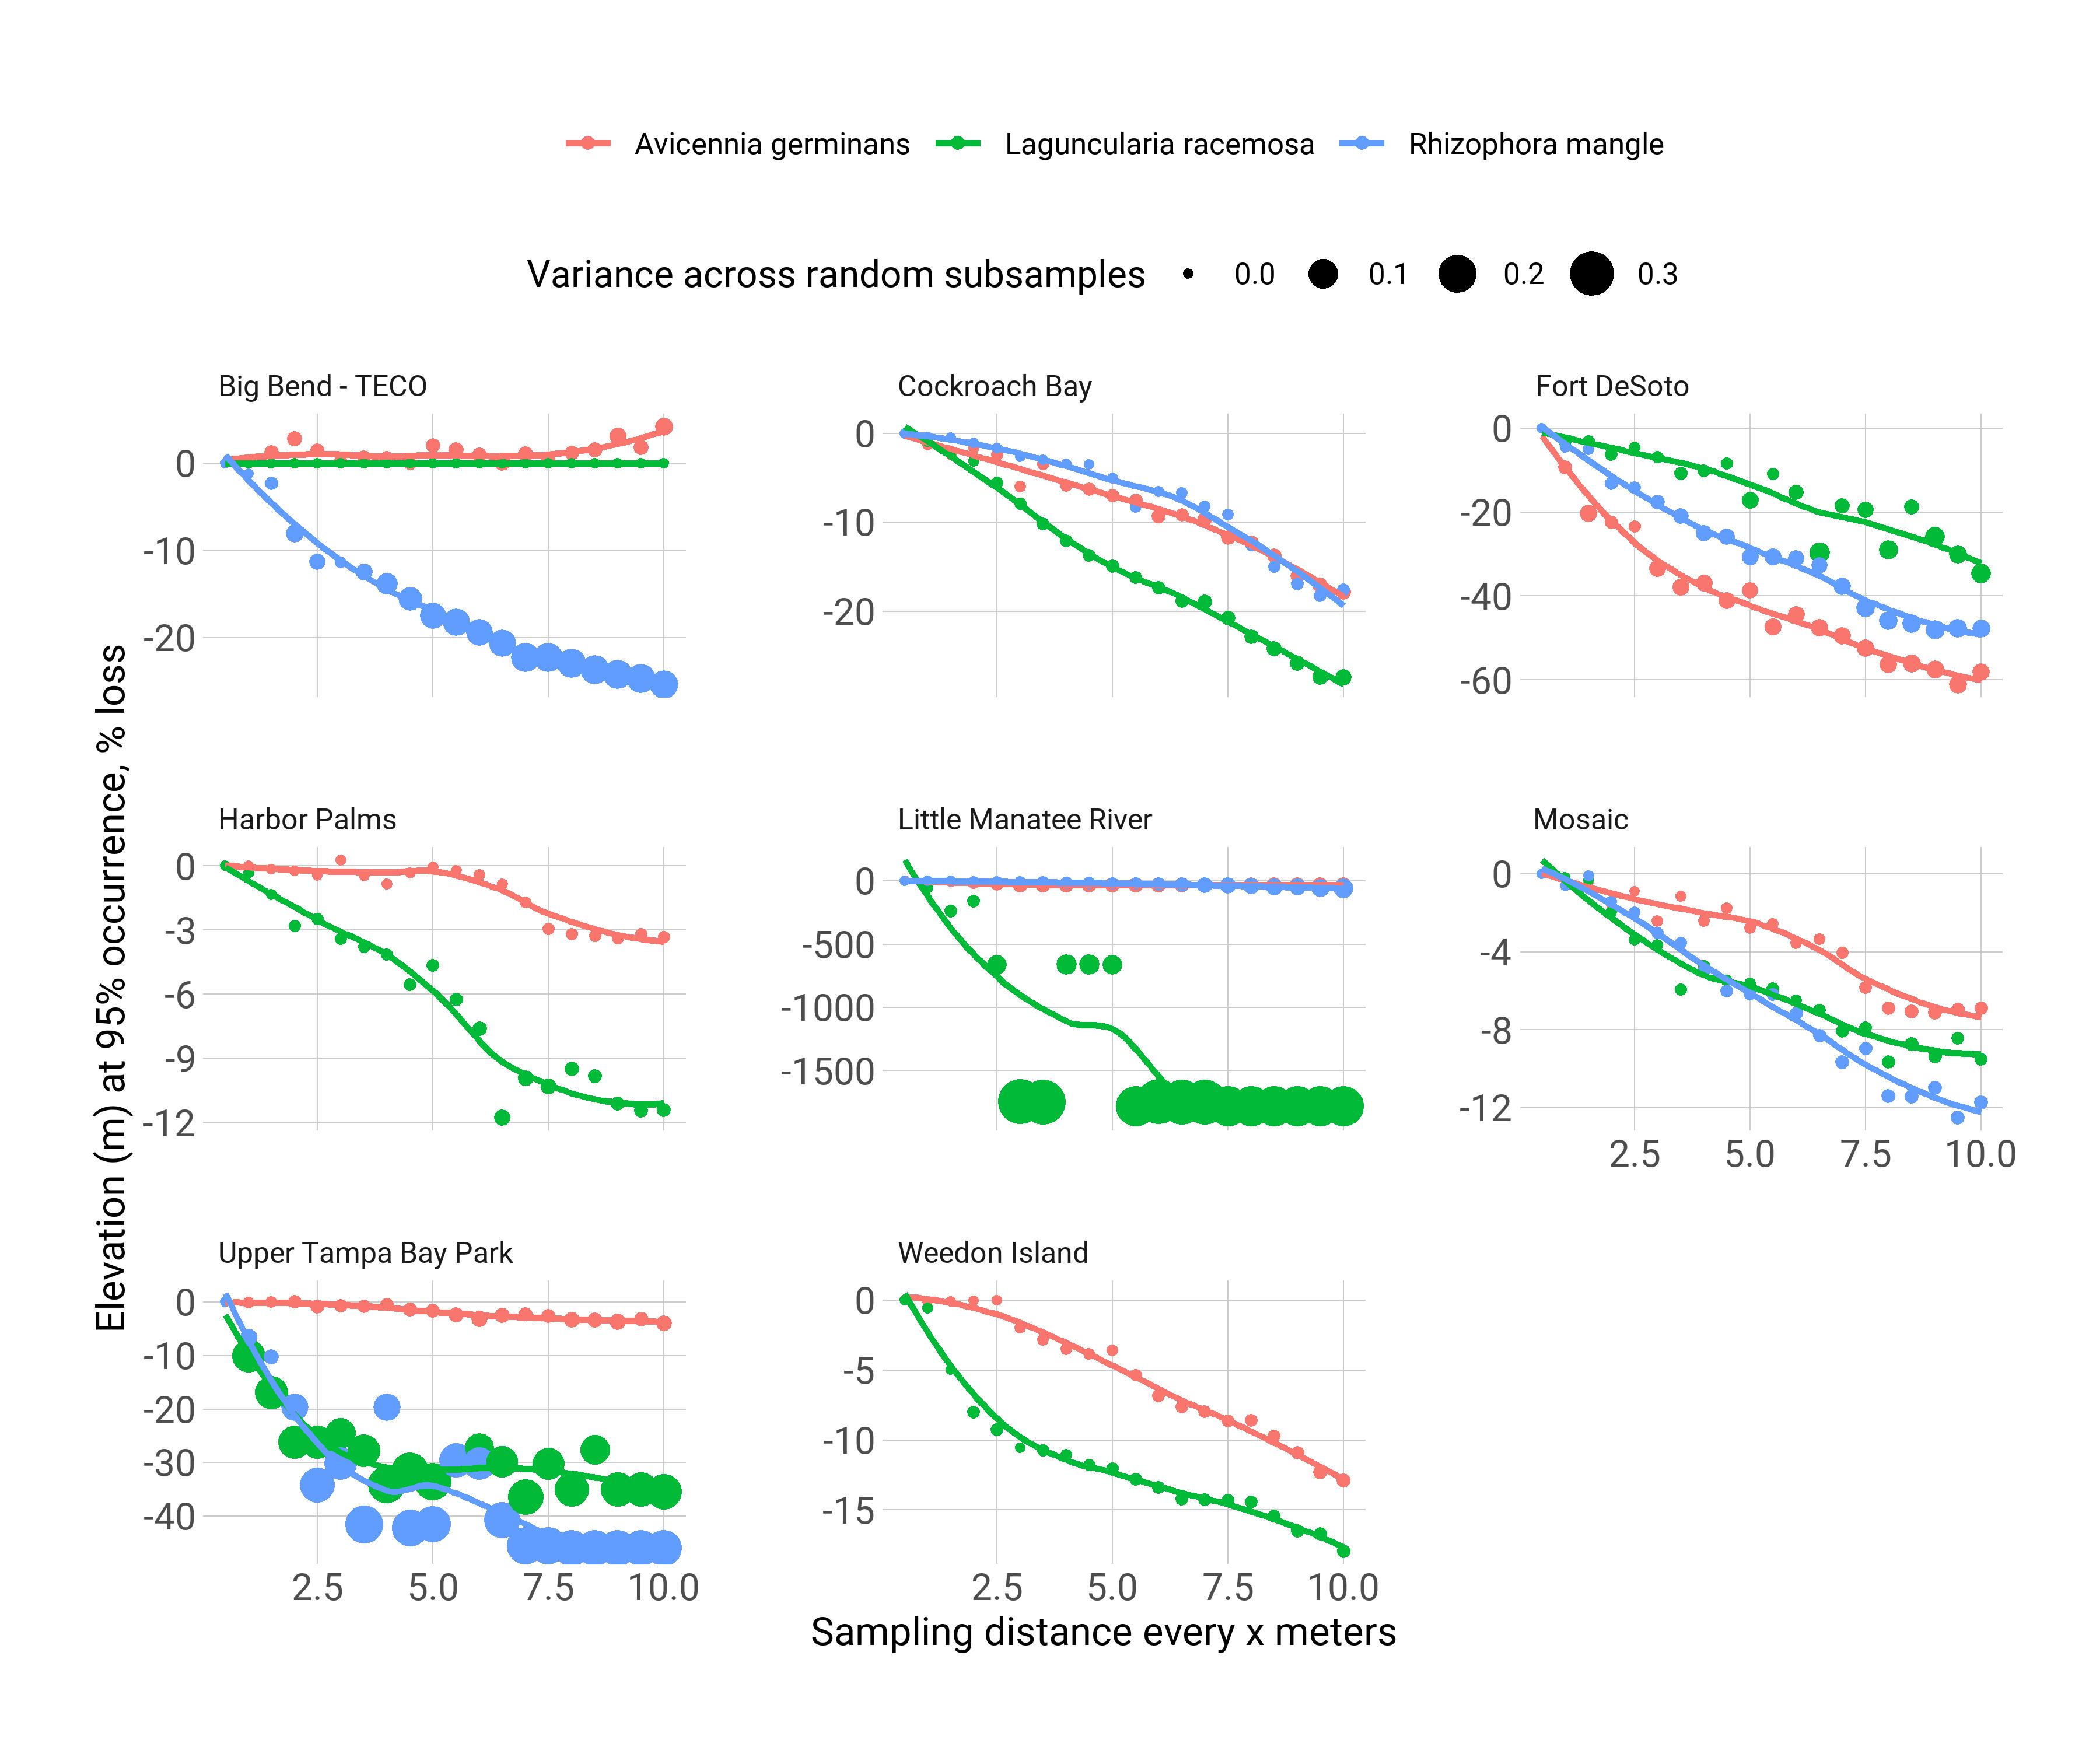 Avicennia germinans Laguncularia racemosa Rhizophora mangle
Variance across random subsamples 0.0 0.1 0.2 0.3
Elevation (m) at 95% occurrence, % loss
Big Bend - TECO
0
-10
-20
Cockroach Bay
0
-10
-20
Fort DeSoto
0
-20
-40
-60
Harbor Palms
0
-3
-6
-9
-12
Little Manatee River
0
-500
-1000
-1500
Mosaic
0
-4
-8
-12
2.5 5.0 7.5 10.0
Upper Tampa Bay Park
0
-10
-20
-30
-40
2.5 5.0 7.5 10.0
Weedon Island
0
-5
-10
-15
2.5 5.0 7.5 10.0
Sampling distance every x meters